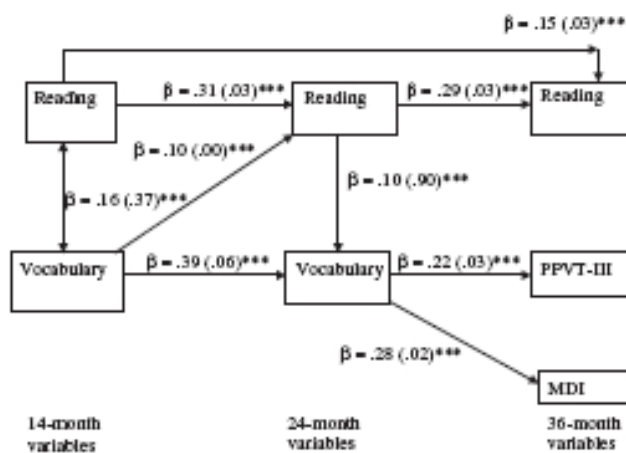 β = .15 (.03)***
Reading
β = .31 (.03)***
Reading
β = .29 (.03)***
Reading
β = .10 (.00)***
β = .16 (.37)***
β = .10 (.90)***
Vocabulary
β = .39 (.06)***
Vocabulary
β = .22 (.03)***
PPVT-III
β = .28 (.02)***
MDI
14-month
variables
24-month
variables
36-month
variables